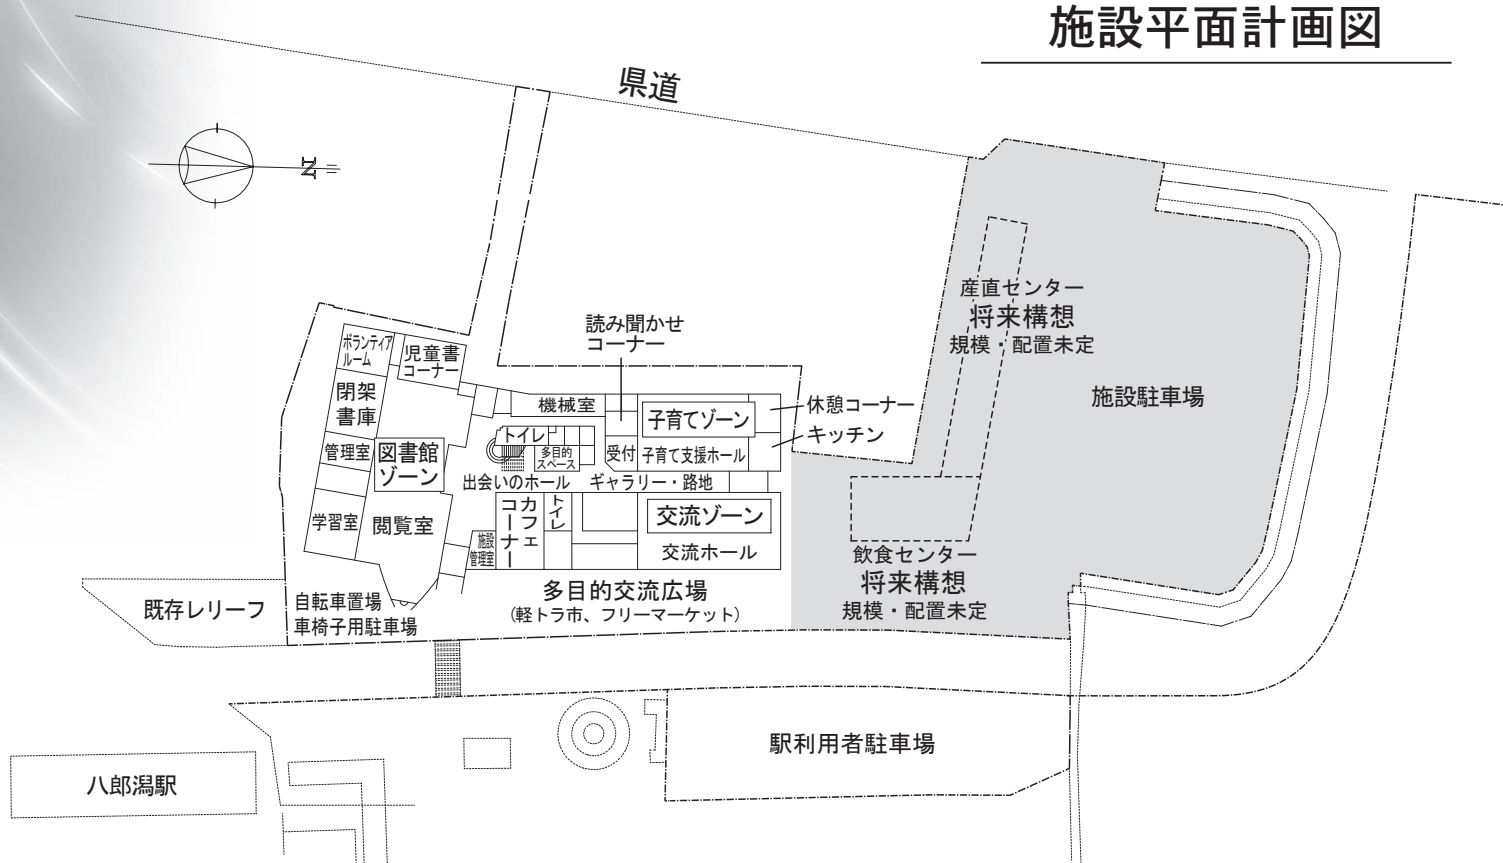 施設平面計画図
県道
N
産直センター
将来構想
規模・配置未定
施設駐車場
読み聞かせ
コーナー
ボランティア
ルーム
児童書
コーナー
閉架
書庫
機械室
子育てゾーン
休憩コーナー
キッチン
トイレ
管理室
図書館
ゾーン
多目的
スペース
受付
子育て支援ホール
出会いのホール
ギャラリー・路地
学習室
閲覧室
カフェ
コーナー
トイレ
交流ゾーン
交流ホール
施設
管理室
飲食センター
将来構想
規模・配置未定
多目的交流広場
(軽トラ市、フリーマーケット)
既存レリーフ
自転車置場
車椅子用駐車場
駅利用者駐車場
八郎潟駅